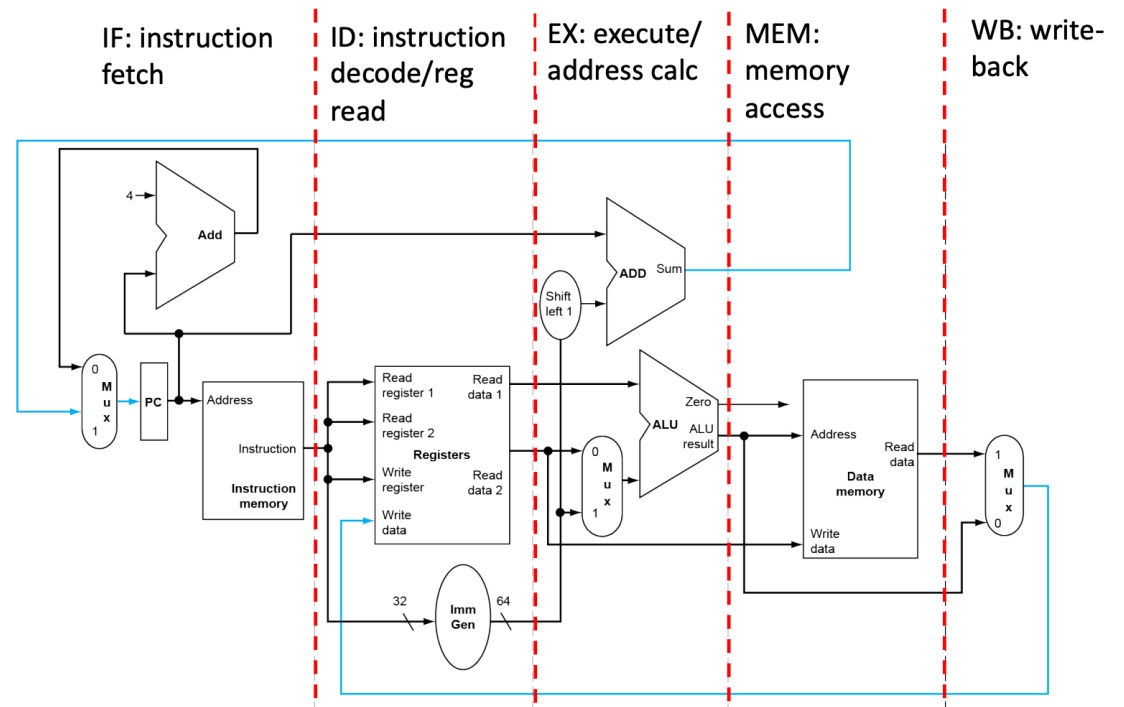 IF: instruction
fetch
ID: instruction
decode/reg
read
EX: execute/
address calc
MEM:
memory
access
WB: write-
back
4
Add
ADD
Sum
Shift
left 1
0
M
u
x
1
PC
Address
Instruction
Instruction
memory
Read
register 1
Read
data 1
Read
register 2
Registers
Write
register
Read
data 2
Write
data
Zero
ALU
ALU
result
0
M
u
x
1
Address
Read
data
Data
memory
Write
data
1
M
u
x
0
32
Imm
Gen
64